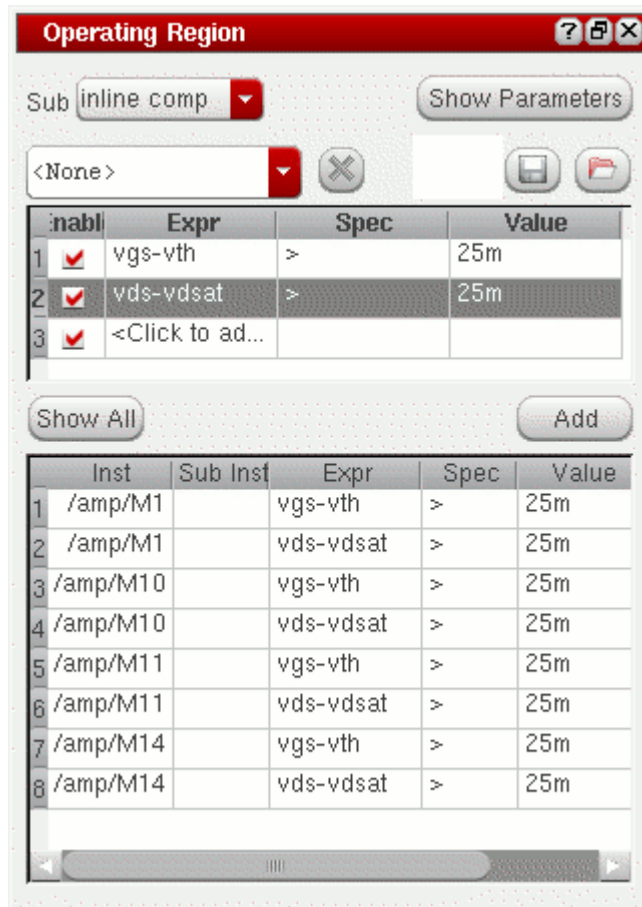 Operating Region
Sub inline comp Show Parameters
<None>
nabl Expr Spec Value
1 vgs-vth > 25m
2 vds-vdsat > 25m
3 <Click to ad...
Show All Add
Inst Sub Inst Expr Spec Value
1 /amp/M1 vgs-vth > 25m
2 /amp/M1 vds-vdsat > 25m
3 /amp/M10 vgs-vth > 25m
4 /amp/M10 vds-vdsat > 25m
5 /amp/M11 vgs-vth > 25m
6 /amp/M11 vds-vdsat > 25m
7 /amp/M14 vgs-vth > 25m
8 /amp/M14 vds-vdsat > 25m